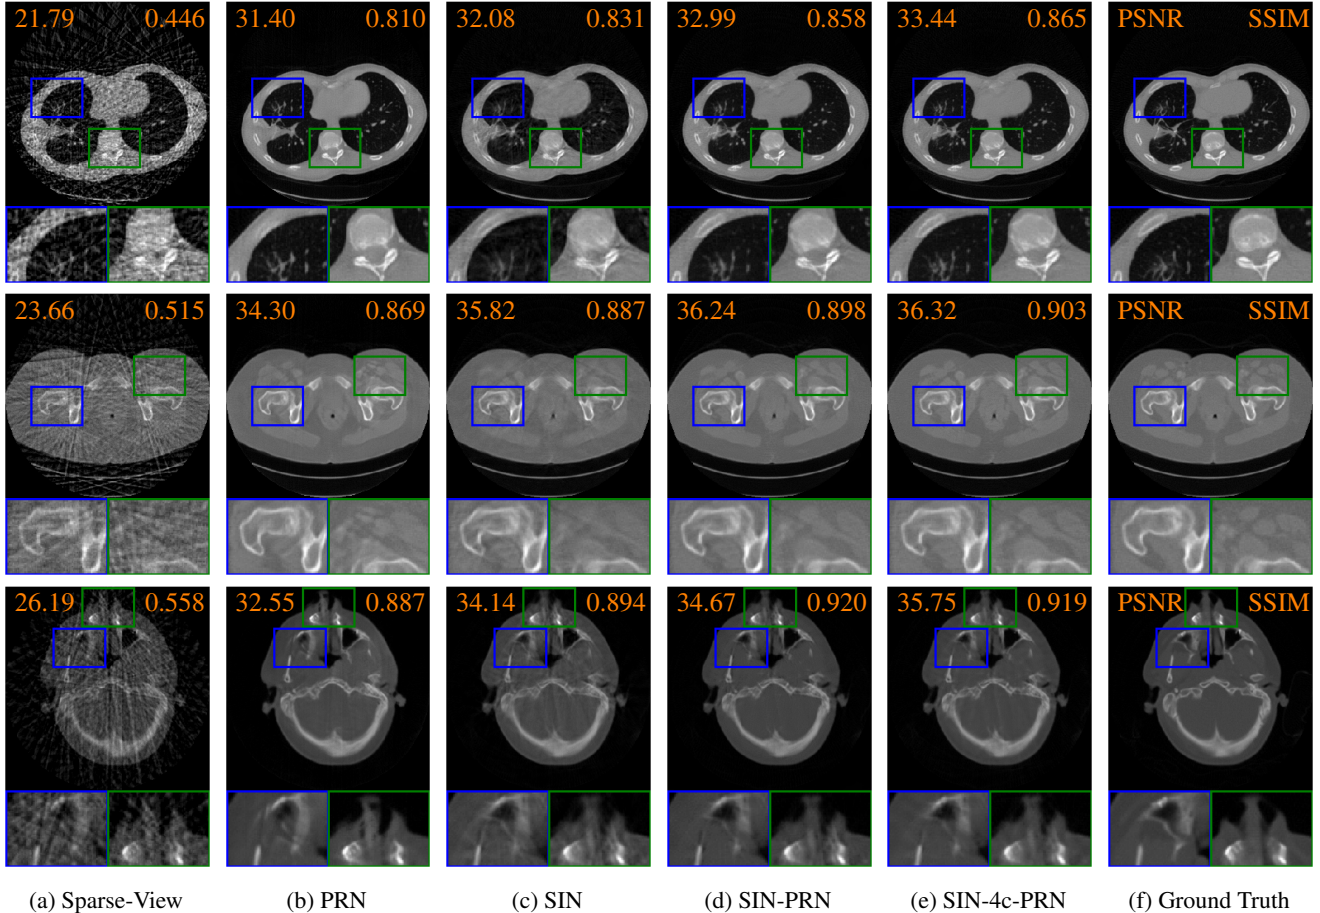 21.79 0.446 31.40 0.810 32.08 0.831 32.99 0.858 33.44 0.865 PSNR SSIM
23.66 0.515 34.30 0.869 35.82 0.887 36.24 0.898 36.32 0.903 PSNR SSIM
26.19 0.558 32.55 0.887 34.14 0.894 34.67 0.920 35.75 0.919 PSNR SSIM
(a) Sparse-View (b) PRN (c) SIN (d) SIN-PRN (e) SIN-4c-PRN (f) Ground Truth